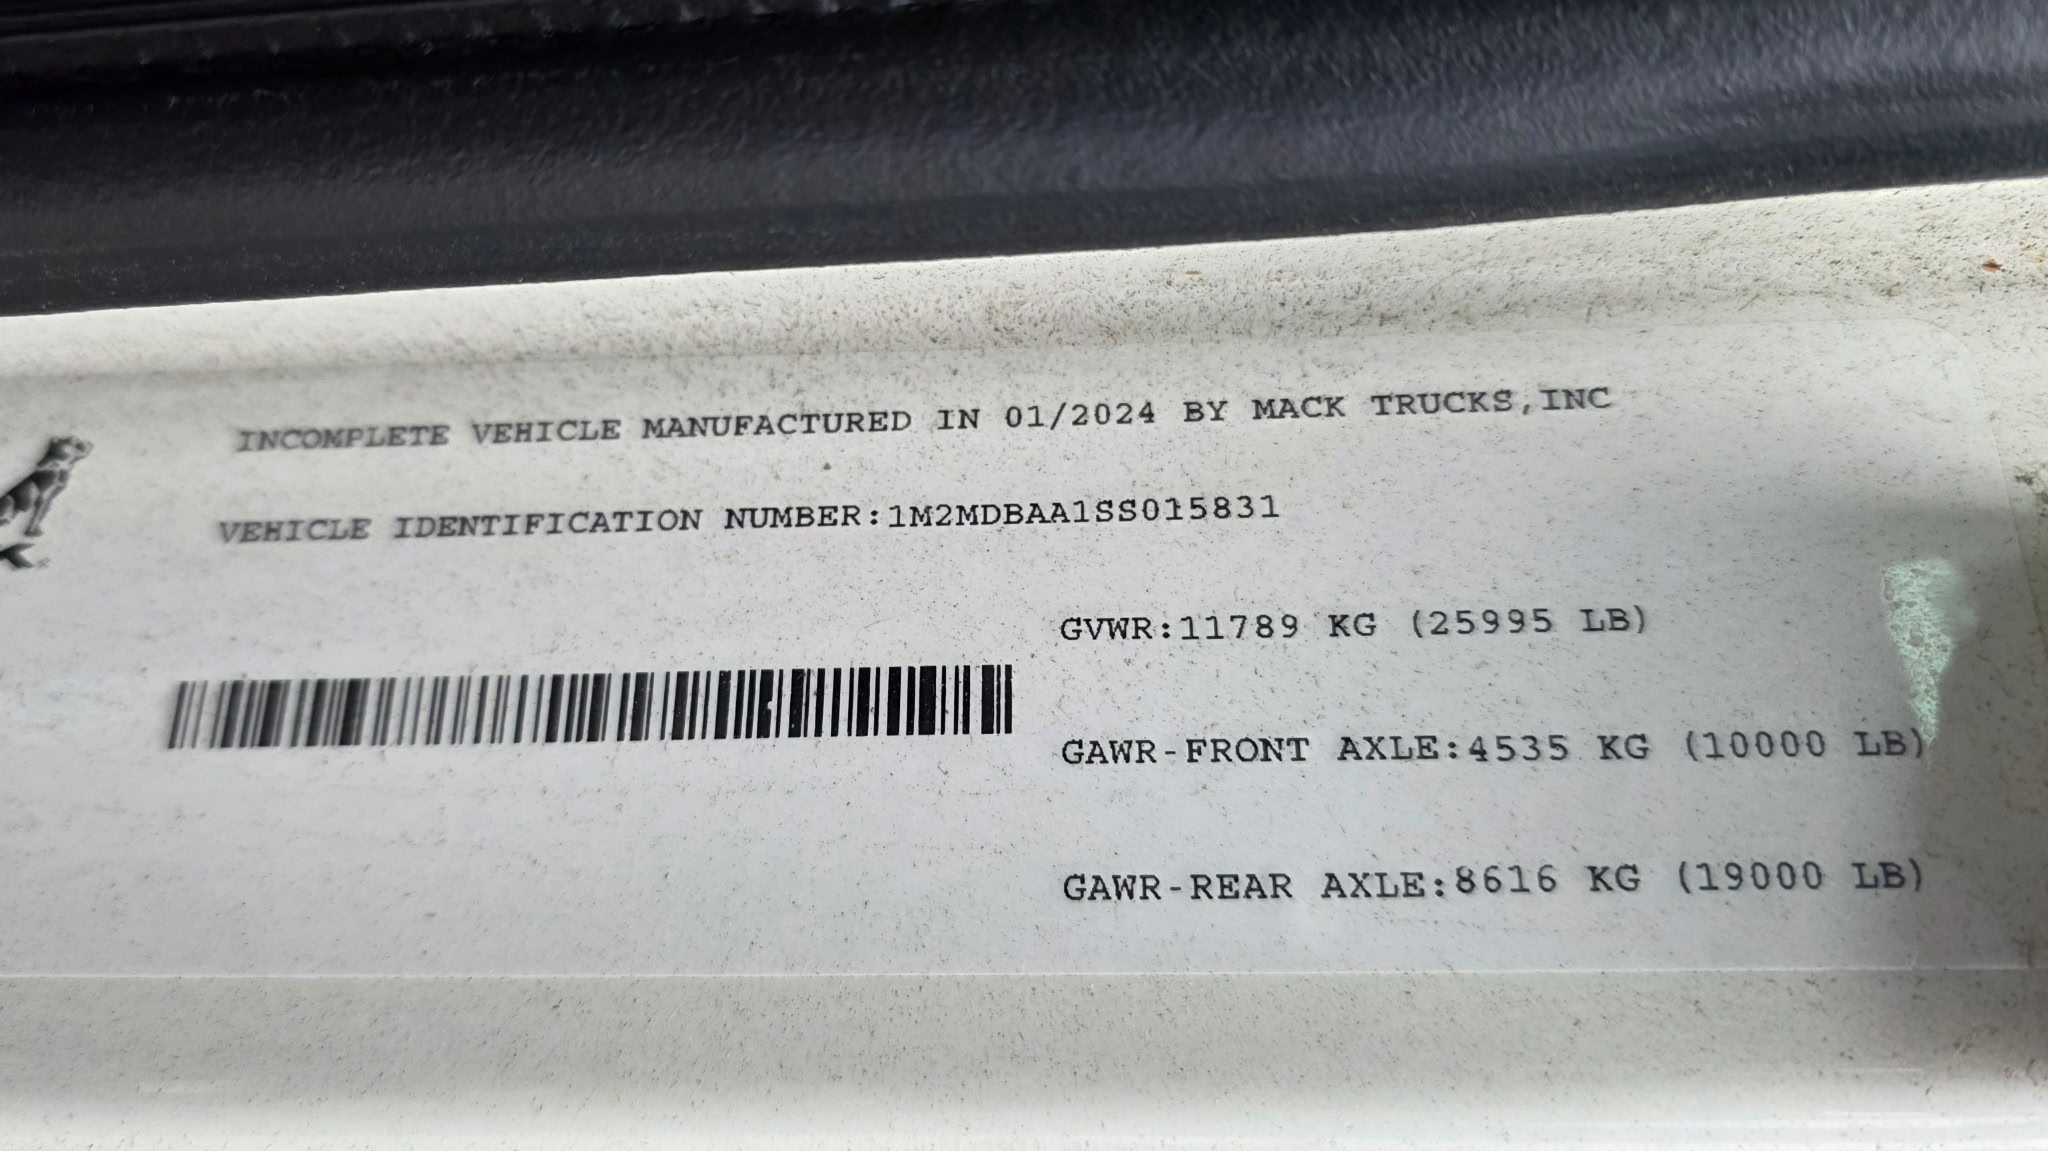 INCOMPLETE VEHICLE MANUFACTURED IN 01/2024 BY MACK TRUCKS,INC
VEHICLE IDENTIFICATION NUMBER:1M2MDBAA1SS015831
GVWR:11789 KG (25995 LB)
GAWR-FRONT AXLE:4535 KG (10000 LB)
GAWR-REAR AXLE:8616 KG (19000 LB)